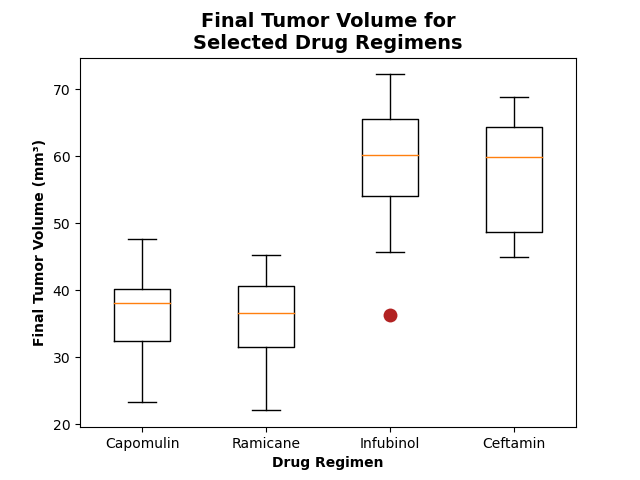 Final Tumor Volume for
Selected Drug Regimens
Final Tumor Volume (mm³)
70
60
50
40
30
20
Capomulin
Ramicane
Infubinol
Ceftamin
Drug Regimen